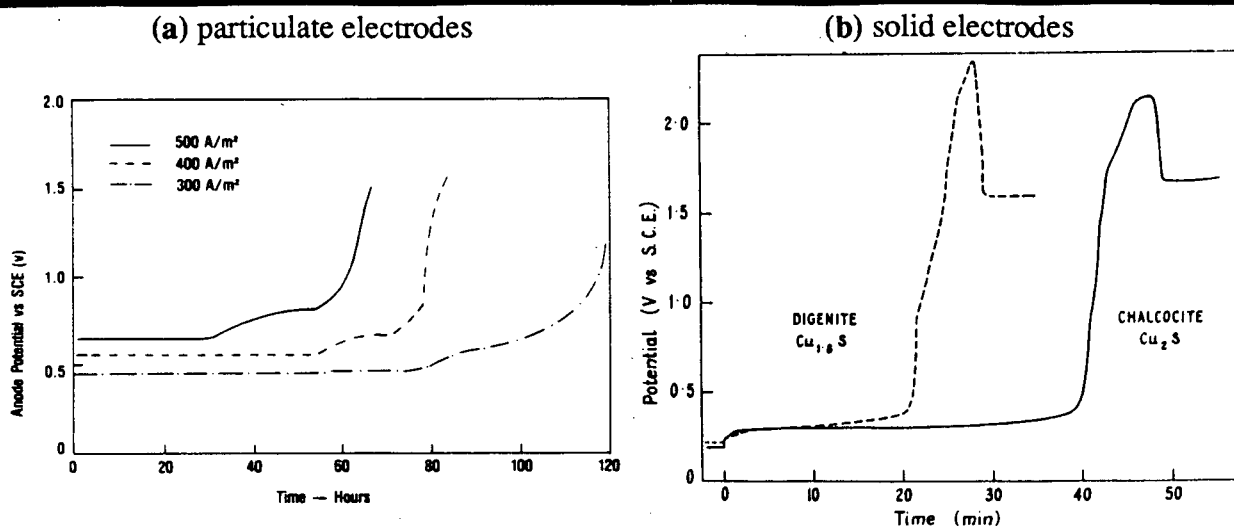 (a) particulate electrodes
2.0
1.5
1.0
0.5
0
Anode Potential vs SCE (v)
500 A/m²
400 A/m²
300 A/m²
0
20
40
60
80
100
120
Time — Hours
(b) solid electrodes
2·0
1·5
1·0
0·5
0
Potential (V vs S.C.E.)
DIGENITE
Cu1·8 S
CHALCOCITE
Cu2 S
0
10
20
30
40
50
Time (min)